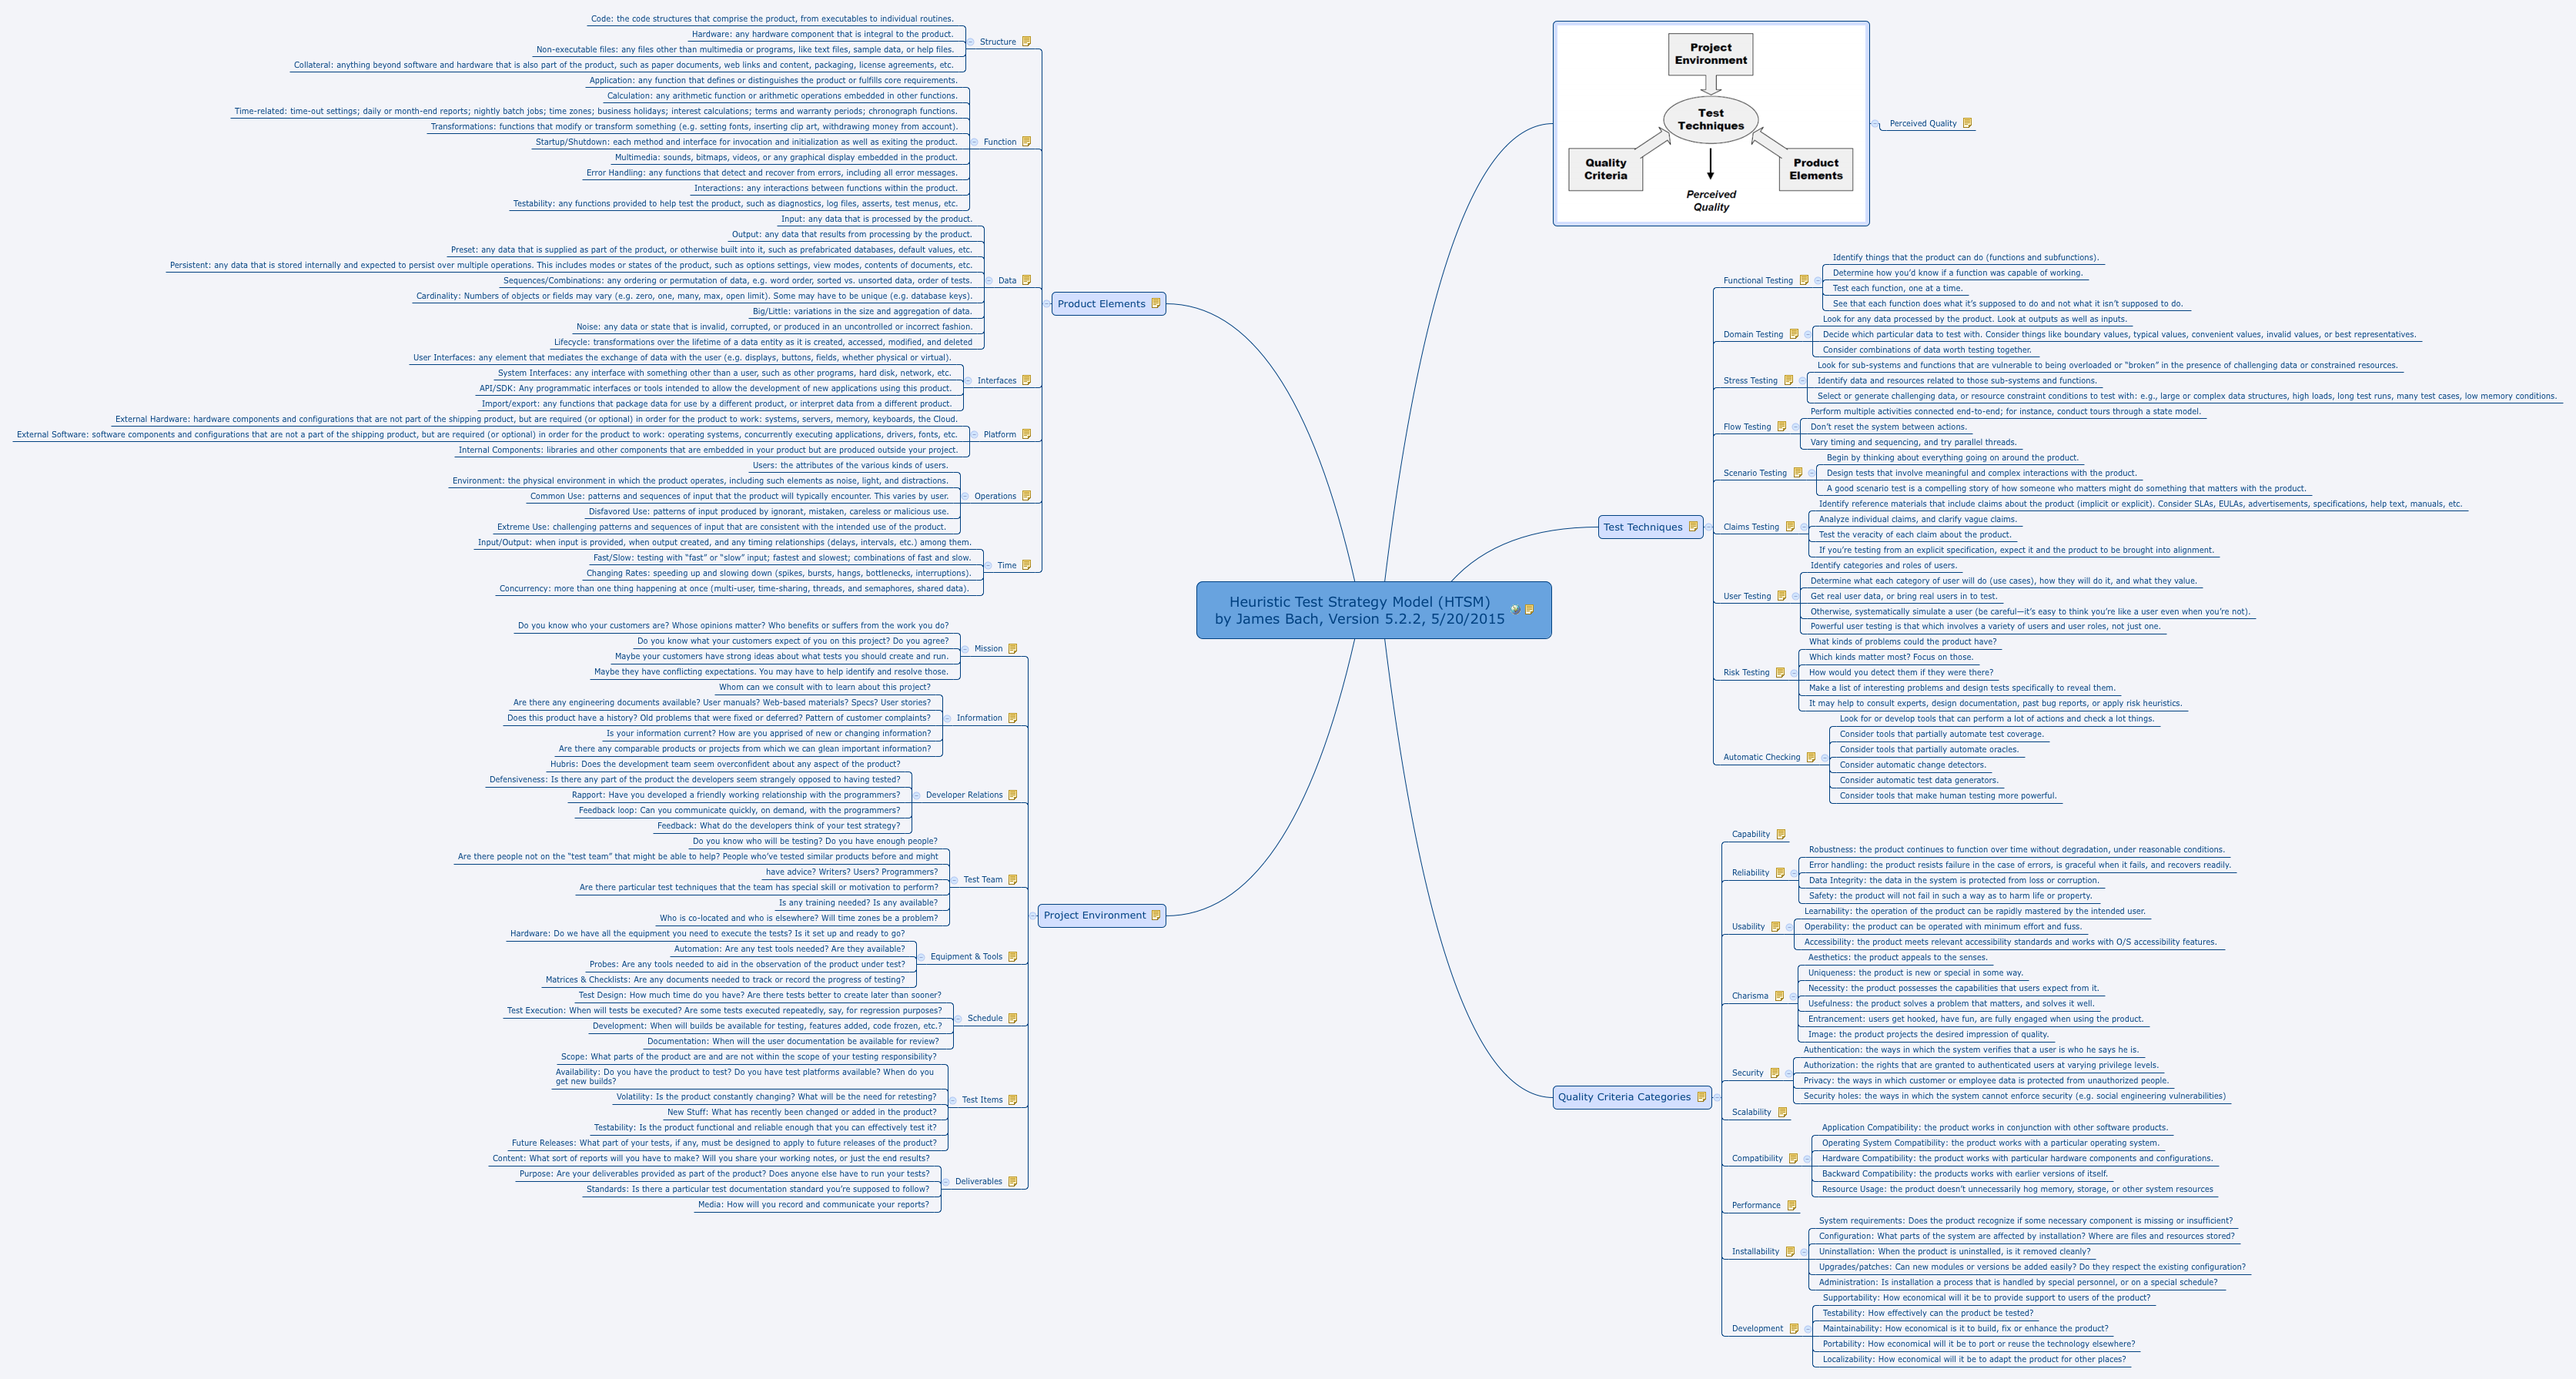 Heuristic Test Strategy Model (HTSM)
by James Bach, Version 5.2.2, 5/20/2015
Project
Environment
Test
Techniques
Quality
Criteria
Product
Elements
Perceived
Quality
Perceived Quality
Test Techniques
Functional Testing
Identify things that the product can do (functions and subfunctions).
Determine how you'd know if a function was capable of working.
Test each function, one at a time.
See that each function does what it's supposed to do and not what it isn't supposed to do.
Domain Testing
Look for any data processed by the product. Look at outputs as well as inputs.
Decide which particular data to test with. Consider things like boundary values, typical values, convenient values, invalid values, or best representatives.
Consider combinations of data worth testing together.
Stress Testing
Look for sub-systems and functions that are vulnerable to being overloaded or “broken” in the presence of challenging data or constrained resources.
Identify data and resources related to those sub-systems and functions.
Select or generate challenging data, or resource constraint conditions to test with: e.g., large or complex data structures, high loads, long test runs, many test cases, low memory conditions.
Flow Testing
Perform multiple activities connected end-to-end; for instance, conduct tours through a state model.
Don't reset the system between actions.
Vary timing and sequencing, and try parallel threads.
Scenario Testing
Begin by thinking about everything going on around the product.
Design tests that involve meaningful and complex interactions with the product.
A good scenario test is a compelling story of how someone who matters might do something that matters with the product.
Claims Testing
Identify reference materials that include claims about the product (implicit or explicit). Consider SLAs, EULAs, advertisements, specifications, help text, manuals, etc.
Analyze individual claims, and clarify vague claims.
Test the veracity of each claim about the product.
If you're testing from an explicit specification, expect it and the product to be brought into alignment.
User Testing
Identify categories and roles of users.
Determine what each category of user will do (use cases), how they will do it, and what they value.
Get real user data, or bring real users in to test.
Otherwise, systematically simulate a user (be careful—it's easy to think you're like a user even when you're not).
Powerful user testing is that which involves a variety of users and user roles, not just one.
Risk Testing
What kinds of problems could the product have?
Which kinds matter most? Focus on those.
How would you detect them if they were there?
Make a list of interesting problems and design tests specifically to reveal them.
It may help to consult experts, design documentation, past bug reports, or apply risk heuristics.
Automatic Checking
Look for or develop tools that can perform a lot of actions and check a lot things.
Consider tools that partially automate test coverage.
Consider tools that partially automate oracles.
Consider automatic change detectors.
Consider automatic test data generators.
Consider tools that make human testing more powerful.
Quality Criteria Categories
Capability
Reliability
Robustness: the product continues to function over time without degradation, under reasonable conditions.
Error handling: the product resists failure in the case of errors, is graceful when it fails, and recovers readily.
Data Integrity: the data in the system is protected from loss or corruption.
Safety: the product will not fail in such a way as to harm life or property.
Usability
Learnability: the operation of the product can be rapidly mastered by the intended user.
Operability: the product can be operated with minimum effort and fuss.
Accessibility: the product meets relevant accessibility standards and works with O/S accessibility features.
Charisma
Aesthetics: the product appeals to the senses.
Uniqueness: the product is new or special in some way.
Necessity: the product possesses the capabilities that users expect from it.
Usefulness: the product solves a problem that matters, and solves it well.
Entrancement: users get hooked, have fun, are fully engaged when using the product.
Image: the product projects the desired impression of quality.
Security
Authentication: the ways in which the system verifies that a user is who he says he is.
Authorization: the rights that are granted to authenticated users at varying privilege levels.
Privacy: the ways in which customer or employee data is protected from unauthorized people.
Security holes: the ways in which the system cannot enforce security (e.g. social engineering vulnerabilities)
Scalability
Compatibility
Application Compatibility: the product works in conjunction with other software products.
Operating System Compatibility: the product works with a particular operating system.
Hardware Compatibility: the product works with particular hardware components and configurations.
Backward Compatibility: the products works with earlier versions of itself.
Resource Usage: the product doesn't unnecessarily hog memory, storage, or other system resources
Performance
Installability
System requirements: Does the product recognize if some necessary component is missing or insufficient?
Configuration: What parts of the system are affected by installation? Where are files and resources stored?
Uninstallation: When the product is uninstalled, is it removed cleanly?
Upgrades/patches: Can new modules or versions be added easily? Do they respect the existing configuration?
Administration: Is installation a process that is handled by special personnel, or on a special schedule?
Development
Supportability: How economical will it be to provide support to users of the product?
Testability: How effectively can the product be tested?
Maintainability: How economical is it to build, fix or enhance the product?
Portability: How economical will it be to port or reuse the technology elsewhere?
Localizability: How economical will it be to adapt the product for other places?
Product Elements
Structure
Code: the code structures that comprise the product, from executables to individual routines.
Hardware: any hardware component that is integral to the product.
Non-executable files: any files other than multimedia or programs, like text files, sample data, or help files.
Collateral: anything beyond software and hardware that is also part of the product, such as paper documents, web links and content, packaging, license agreements, etc.
Function
Application: any function that defines or distinguishes the product or fulfills core requirements.
Calculation: any arithmetic function or arithmetic operations embedded in other functions.
Time-related: time-out settings; daily or month-end reports; nightly batch jobs; time zones; business holidays; interest calculations; terms and warranty periods; chronograph functions.
Transformations: functions that modify or transform something (e.g. setting fonts, inserting clip art, withdrawing money from account).
Startup/Shutdown: each method and interface for invocation and initialization as well as exiting the product.
Multimedia: sounds, bitmaps, videos, or any graphical display embedded in the product.
Error Handling: any functions that detect and recover from errors, including all error messages.
Interactions: any interactions between functions within the product.
Testability: any functions provided to help test the product, such as diagnostics, log files, asserts, test menus, etc.
Data
Input: any data that is processed by the product.
Output: any data that results from processing by the product.
Preset: any data that is supplied as part of the product, or otherwise built into it, such as prefabricated databases, default values, etc.
Persistent: any data that is stored internally and expected to persist over multiple operations. This includes modes or states of the product, such as options settings, view modes, contents of documents, etc.
Sequences/Combinations: any ordering or permutation of data, e.g. word order, sorted vs. unsorted data, order of tests.
Cardinality: Numbers of objects or fields may vary (e.g. zero, one, many, max, open limit). Some may have to be unique (e.g. database keys).
Big/Little: variations in the size and aggregation of data.
Noise: any data or state that is invalid, corrupted, or produced in an uncontrolled or incorrect fashion.
Lifecycle: transformations over the lifetime of a data entity as it is created, accessed, modified, and deleted
Interfaces
User Interfaces: any element that mediates the exchange of data with the user (e.g. displays, buttons, fields, whether physical or virtual).
System Interfaces: any interface with something other than a user, such as other programs, hard disk, network, etc.
API/SDK: Any programmatic interfaces or tools intended to allow the development of new applications using this product.
Import/export: any functions that package data for use by a different product, or interpret data from a different product.
Platform
External Hardware: hardware components and configurations that are not part of the shipping product, but are required (or optional) in order for the product to work: systems, servers, memory, keyboards, the Cloud.
External Software: software components and configurations that are not a part of the shipping product, but are required (or optional) in order for the product to work: operating systems, concurrently executing applications, drivers, fonts, etc.
Internal Components: libraries and other components that are embedded in your product but are produced outside your project.
Operations
Users: the attributes of the various kinds of users.
Environment: the physical environment in which the product operates, including such elements as noise, light, and distractions.
Common Use: patterns and sequences of input that the product will typically encounter. This varies by user.
Disfavored Use: patterns of input produced by ignorant, mistaken, careless or malicious use.
Extreme Use: challenging patterns and sequences of input that are consistent with the intended use of the product.
Time
Input/Output: when input is provided, when output created, and any timing relationships (delays, intervals, etc.) among them.
Fast/Slow: testing with “fast” or “slow” input; fastest and slowest; combinations of fast and slow.
Changing Rates: speeding up and slowing down (spikes, bursts, hangs, bottlenecks, interruptions).
Concurrency: more than one thing happening at once (multi-user, time-sharing, threads, and semaphores, shared data).
Project Environment
Mission
Do you know who your customers are? Whose opinions matter? Who benefits or suffers from the work you do?
Do you know what your customers expect of you on this project? Do you agree?
Maybe your customers have strong ideas about what tests you should create and run.
Maybe they have conflicting expectations. You may have to help identify and resolve those.
Information
Whom can we consult with to learn about this project?
Are there any engineering documents available? User manuals? Web-based materials? Specs? User stories?
Does this product have a history? Old problems that were fixed or deferred? Pattern of customer complaints?
Is your information current? How are you apprised of new or changing information?
Are there any comparable products or projects from which we can glean important information?
Developer Relations
Hubris: Does the development team seem overconfident about any aspect of the product?
Defensiveness: Is there any part of the product the developers seem strangely opposed to having tested?
Rapport: Have you developed a friendly working relationship with the programmers?
Feedback loop: Can you communicate quickly, on demand, with the programmers?
Feedback: What do the developers think of your test strategy?
Test Team
Do you know who will be testing? Do you have enough people?
Are there people not on the “test team” that might be able to help? People who've tested similar products before and might
have advice? Writers? Users? Programmers?
Are there particular test techniques that the team has special skill or motivation to perform?
Is any training needed? Is any available?
Who is co-located and who is elsewhere? Will time zones be a problem?
Equipment & Tools
Hardware: Do we have all the equipment you need to execute the tests? Is it set up and ready to go?
Automation: Are any test tools needed? Are they available?
Probes: Are any tools needed to aid in the observation of the product under test?
Matrices & Checklists: Are any documents needed to track or record the progress of testing?
Schedule
Test Design: How much time do you have? Are there tests better to create later than sooner?
Test Execution: When will tests be executed? Are some tests executed repeatedly, say, for regression purposes?
Development: When will builds be available for testing, features added, code frozen, etc.?
Documentation: When will the user documentation be available for review?
Test Items
Scope: What parts of the product are and are not within the scope of your testing responsibility?
Availability: Do you have the product to test? Do you have test platforms available? When do you
get new builds?
Volatility: Is the product constantly changing? What will be the need for retesting?
New Stuff: What has recently been changed or added in the product?
Testability: Is the product functional and reliable enough that you can effectively test it?
Future Releases: What part of your tests, if any, must be designed to apply to future releases of the product?
Deliverables
Content: What sort of reports will you have to make? Will you share your working notes, or just the end results?
Purpose: Are your deliverables provided as part of the product? Does anyone else have to run your tests?
Standards: Is there a particular test documentation standard you're supposed to follow?
Media: How will you record and communicate your reports?